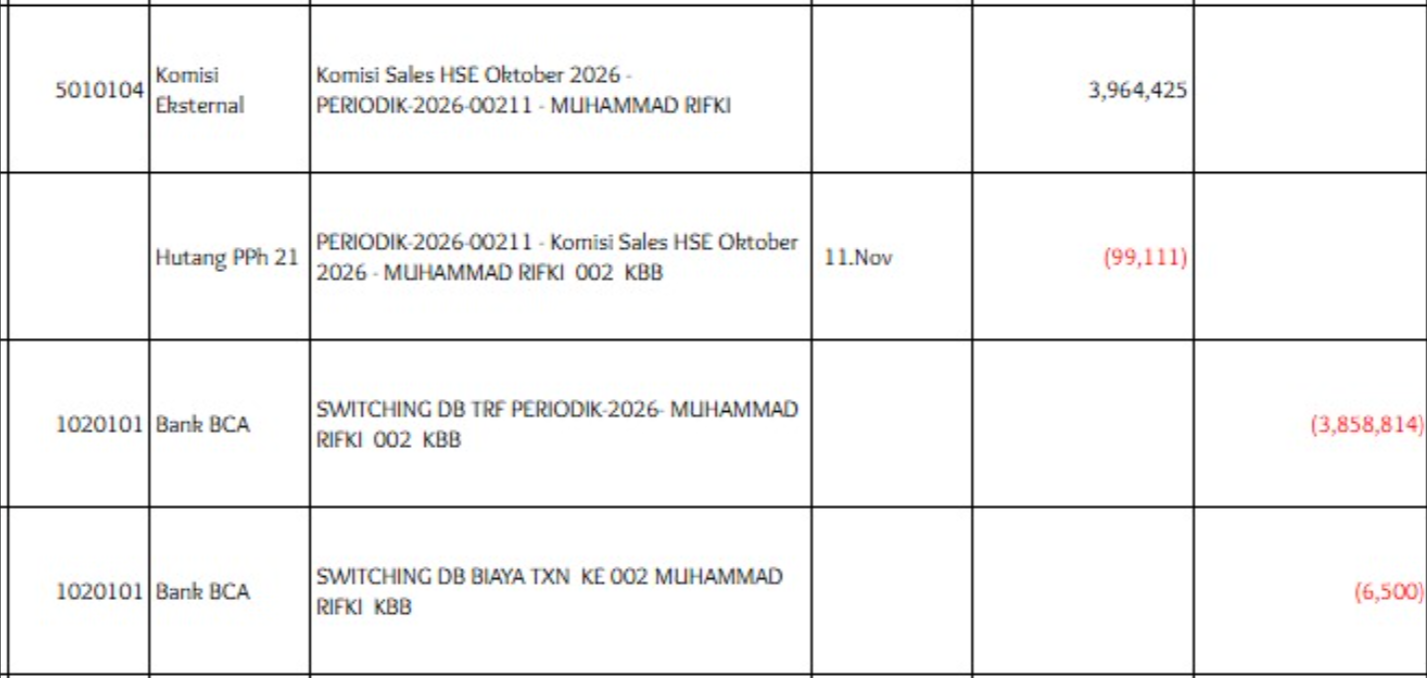 5010104
Komisi
Eksternal
Komisi Sales HSE Oktober 2026 -
PERIODIK-2026-00211 - MUHAMMAD RIFKI
3,964,425
Hutang PPh 21
PERIODIK-2026-00211 - Komisi Sales HSE Oktober
2026 - MUHAMMAD RIFKI  002  KBB
11.Nov
(99,111)
1020101
Bank BCA
SWITCHING DB TRF PERIODIK-2026- MUHAMMAD
RIFKI  002  KBB
(3,858,814)
1020101
Bank BCA
SWITCHING DB BIAYA TXN  KE 002 MUHAMMAD
RIFKI  KBB
(6,500)